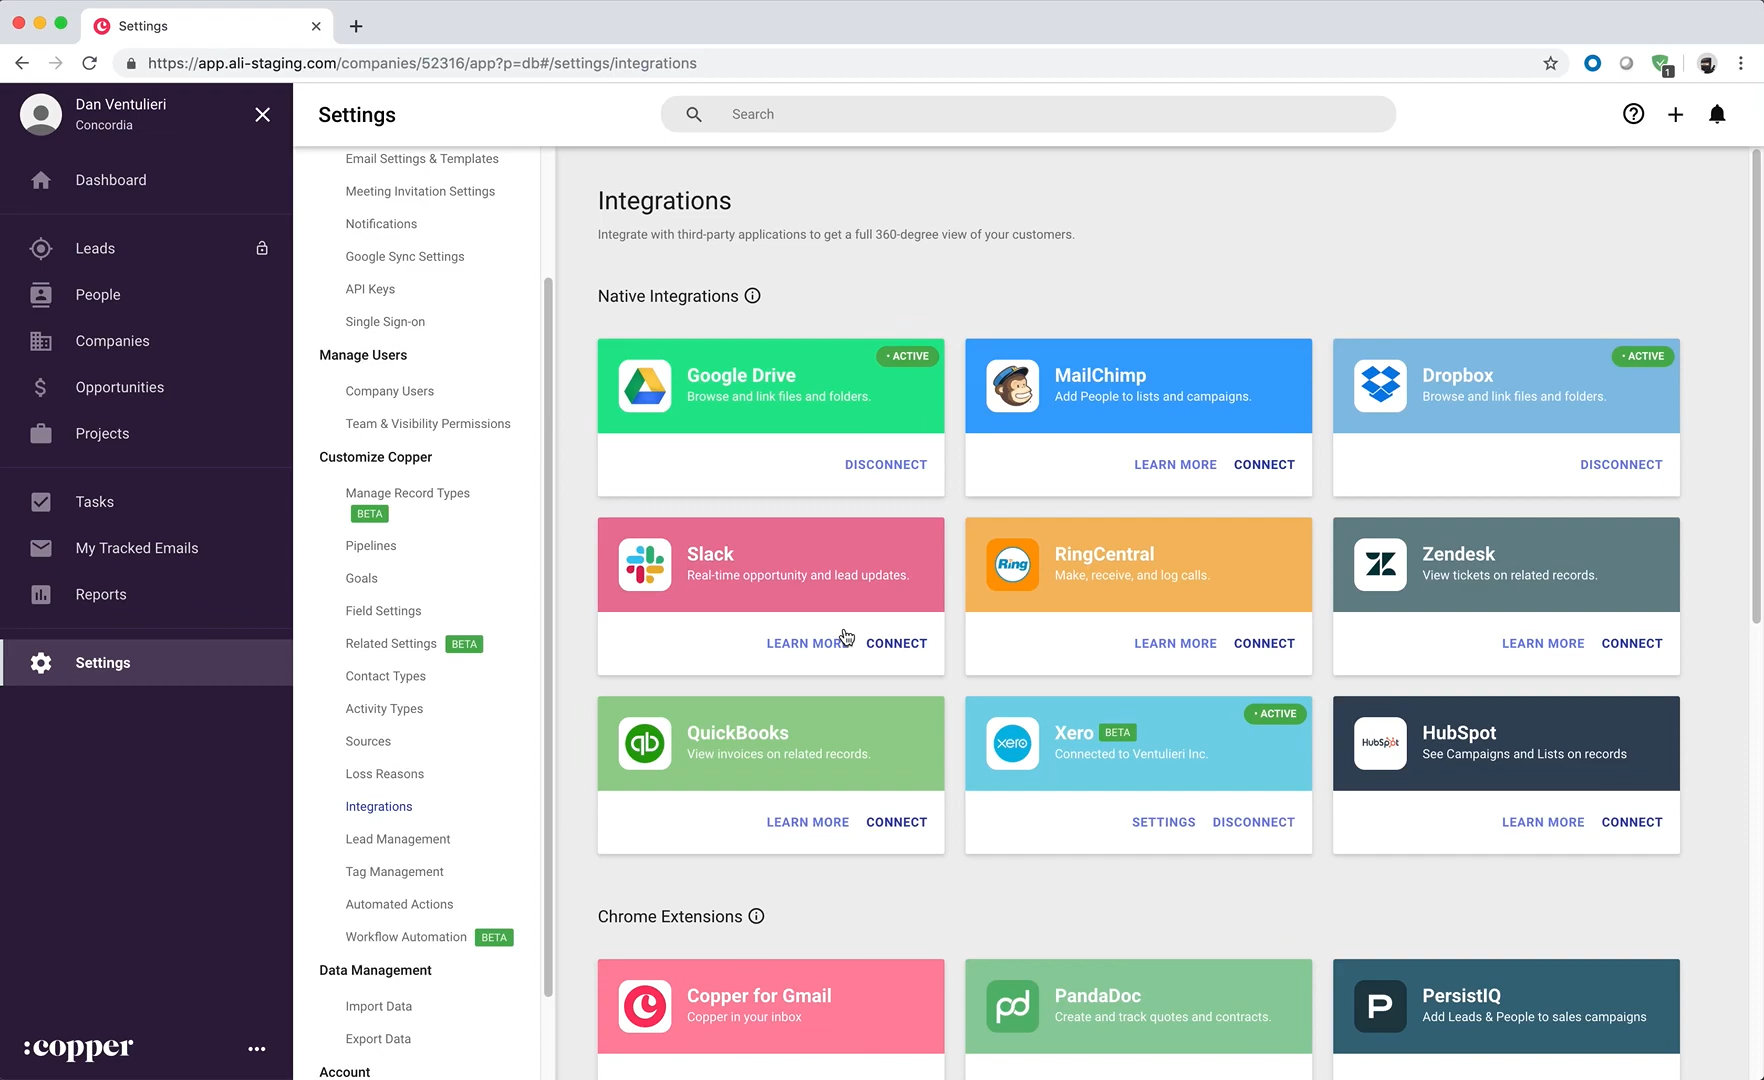 Settings
https://app.ali-staging.com/companies/52316/app?p=db#/settings/integrations
1
Dan Ventulieri
Concordia
Settings
Search
Dashboard
Leads
People
Companies
Opportunities
Projects
Tasks
My Tracked Emails
Reports
Settings
:copper
Email Settings & Templates
Meeting Invitation Settings
Notifications
Google Sync Settings
API Keys
Single Sign-on
Manage Users
Company Users
Team & Visibility Permissions
Customize Copper
Manage Record Types
BETA
Pipelines
Goals
Field Settings
Related Settings BETA
Contact Types
Activity Types
Sources
Loss Reasons
Integrations
Lead Management
Tag Management
Automated Actions
Workflow Automation BETA
Data Management
Import Data
Export Data
Account
Integrations
Integrate with third-party applications to get a full 360-degree view of your customers.
Native Integrations
• ACTIVE
Google Drive
Browse and link files and folders.
DISCONNECT
MailChimp
Add People to lists and campaigns.
LEARN MORE CONNECT
• ACTIVE
Dropbox
Browse and link files and folders.
DISCONNECT
Slack
Real-time opportunity and lead updates.
LEARN MORE CONNECT
Ring
RingCentral
Make, receive, and log calls.
LEARN MORE CONNECT
Zendesk
View tickets on related records.
LEARN MORE CONNECT
qb
QuickBooks
View invoices on related records.
LEARN MORE CONNECT
• ACTIVE
xero
Xero BETA
Connected to Ventulieri Inc.
SETTINGS DISCONNECT
HubSpot
HubSpot
See Campaigns and Lists on records
LEARN MORE CONNECT
Chrome Extensions
Copper for Gmail
Copper in your inbox
pd
PandaDoc
Create and track quotes and contracts.
P
PersistIQ
Add Leads & People to sales campaigns